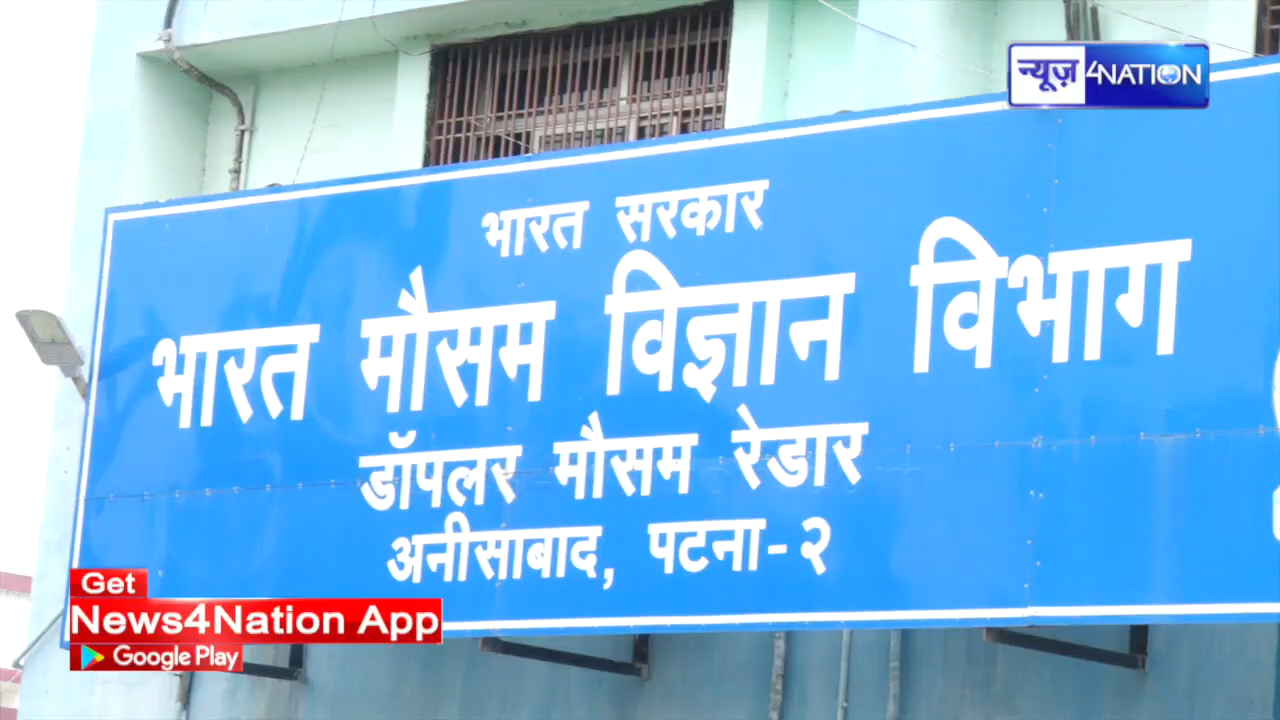 न्यूज़ 4NATION
भारत सरकार
भारत मौसम विज्ञान विभाग
डॉपलर मौसम रेडार
अनीसाबाद, पटना-२
Get
News4Nation App
Google Play